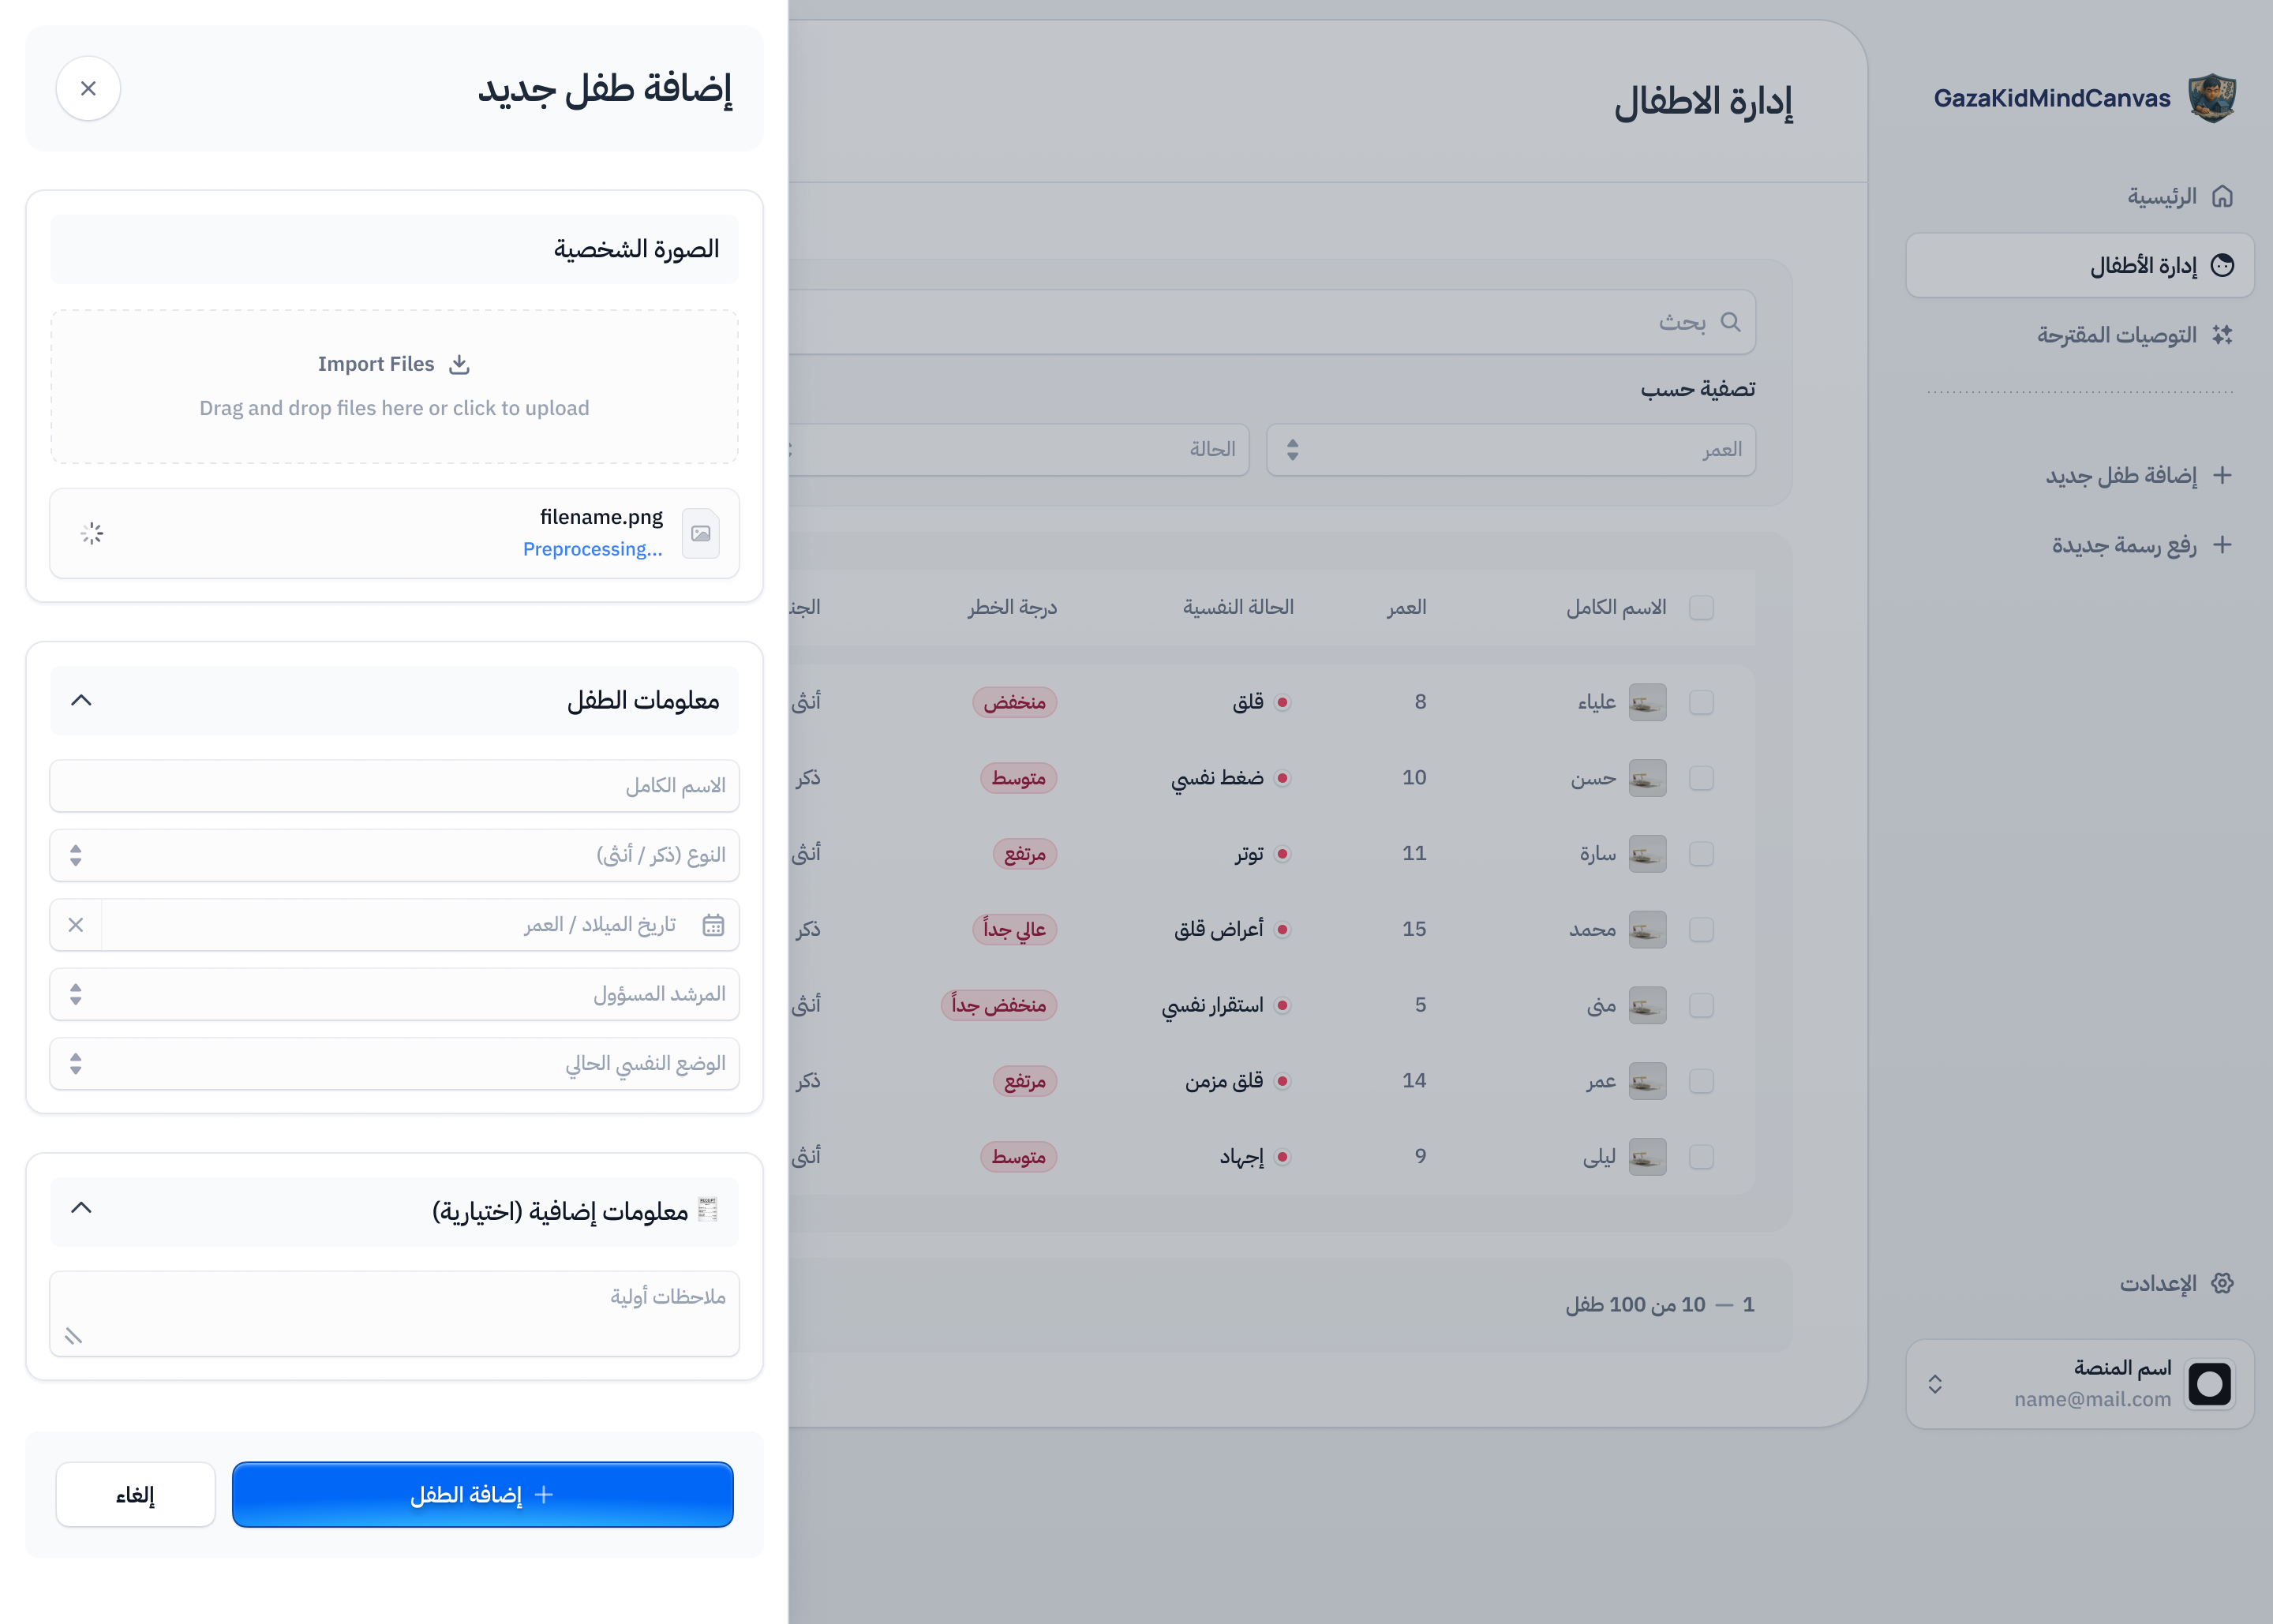 GazaKidMindCanvas
الرئيسية
إدارة الأطفال
التوصيات المقترحة
إضافة طفل جديد
رفع رسمة جديدة
الإعدادت
اسم المنصة
name@mail.com
إدارة الاطفال
بحث
تصفية حسب
العمر
الحالة
الاسم الكامل العمر الحالة النفسية درجة الخطر الجنـ
علياء 8 قلق منخفض أنثى
حسن 10 ضغط نفسي متوسط ذكر
سارة 11 توتر مرتفع أنثى
محمد 15 أعراض قلق عالي جداً ذكر
منى 5 استقرار نفسي منخفض جداً أنثى
عمر 14 قلق مزمن مرتفع ذكر
ليلى 9 إجهاد متوسط أنثى
1 — 10 من 100 طفل
إضافة طفل جديد
الصورة الشخصية
Import Files
Drag and drop files here or click to upload
filename.png
Preprocessing...
معلومات الطفل
الاسم الكامل
النوع (ذكر / أنثى)
تاريخ الميلاد / العمر
المرشد المسؤول
الوضع النفسي الحالي
معلومات إضافية (اختيارية)
ملاحظات أولية
إضافة الطفل
إلغاء